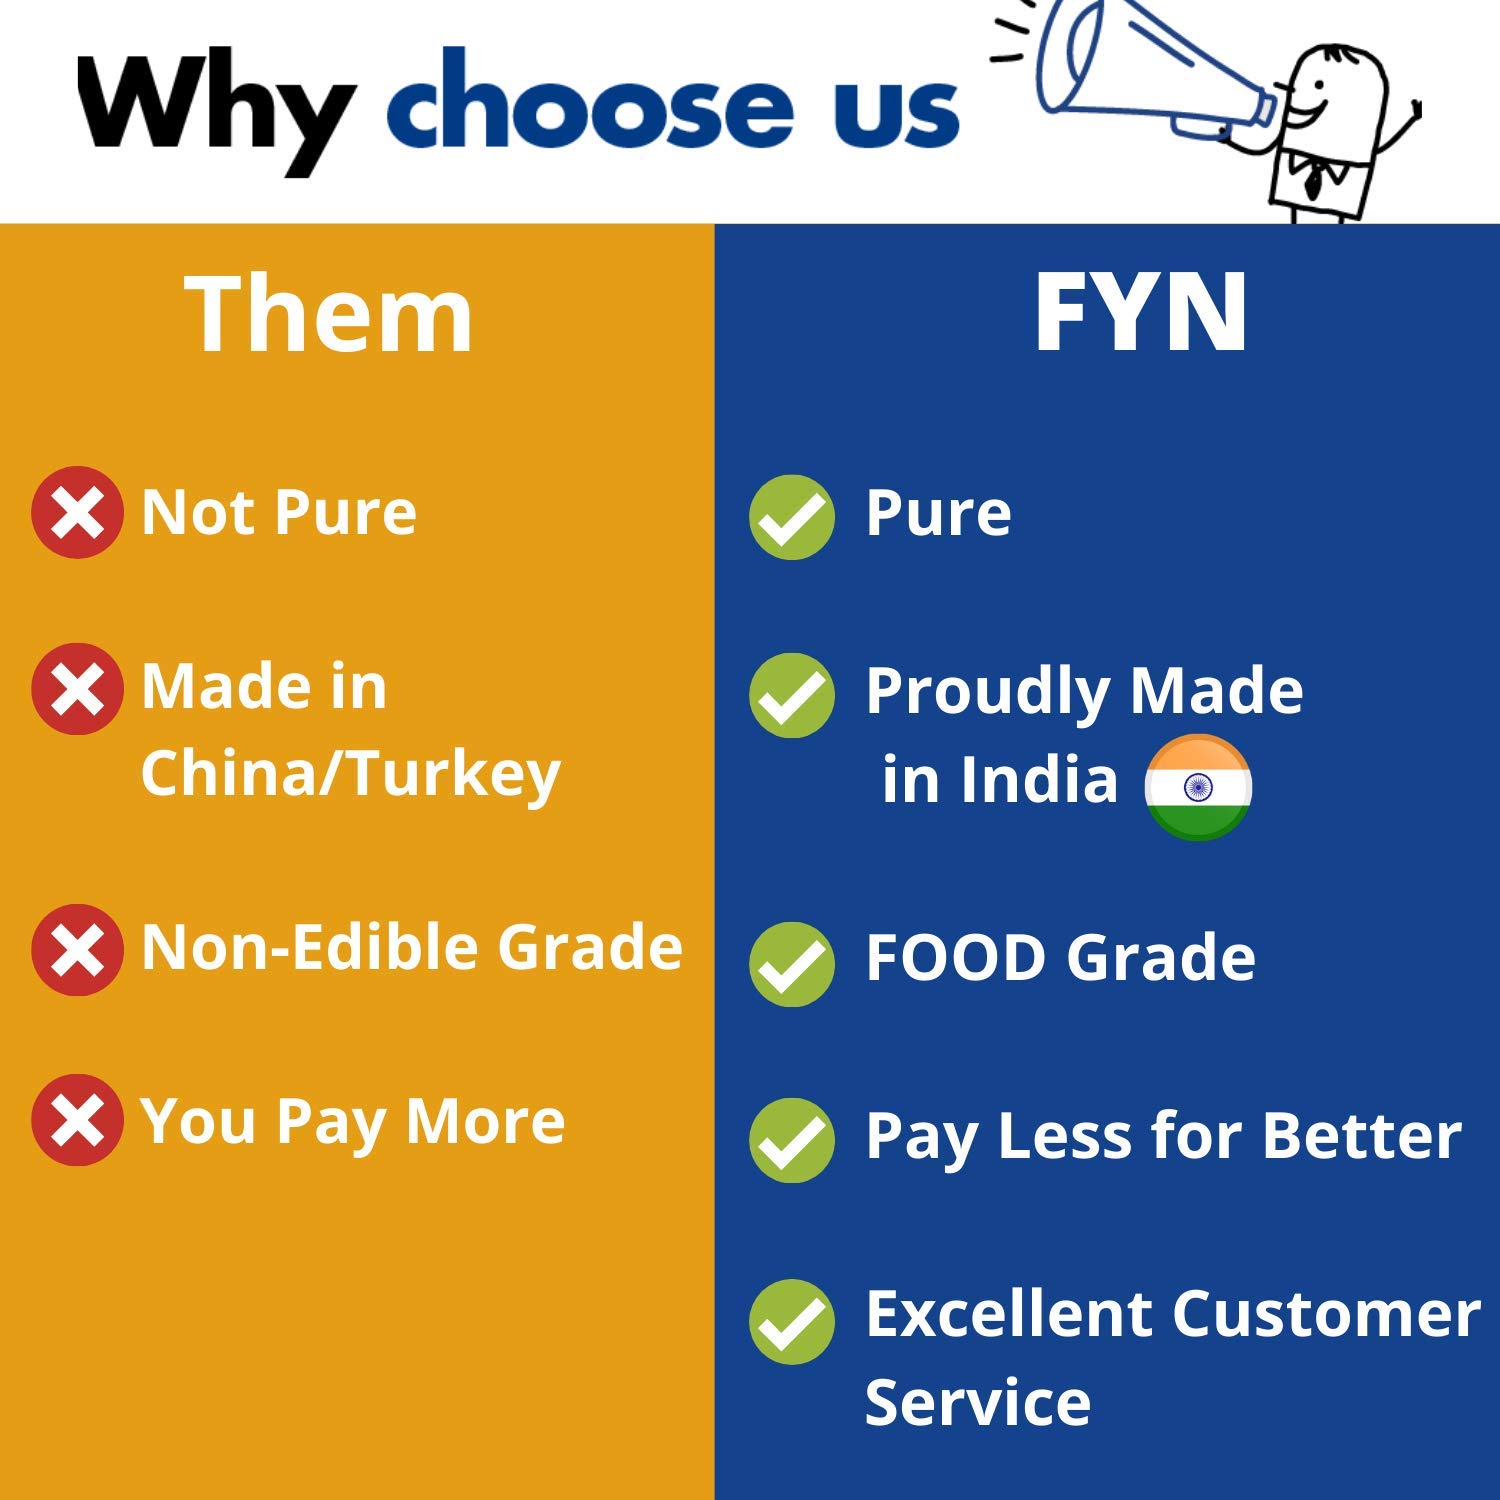 Why choose us
Them
Not Pure
Made in
China/Turkey
Non-Edible Grade
You Pay More
FYN
Pure
Proudly Made
in India
FOOD Grade
Pay Less for Better
Excellent Customer
Service